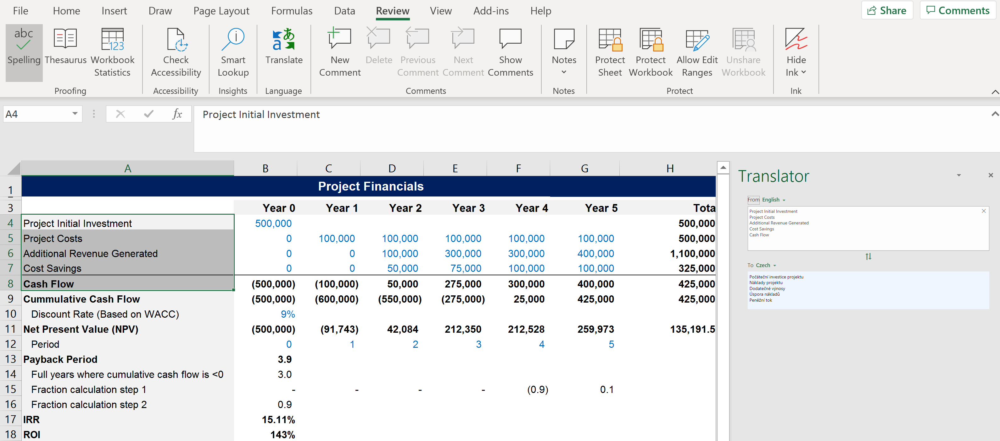 File Home Insert Draw Page Layout Formulas Data Review View Add-ins Help Share Comments
abc 123 i a あ
Spelling Thesaurus Workbook Statistics Check Accessibility Smart Lookup Translate New Comment Delete Previous Comment Next Comment Show Comments Notes Protect Sheet Protect Workbook Allow Edit Ranges Unshare Workbook Hide Ink
Proofing Accessibility Insights Language Comments Notes Protect Ink
A4 fx Project Initial Investment
A B C D E F G H
1 Project Financials
3 Year 0 Year 1 Year 2 Year 3 Year 4 Year 5 Tota
4 Project Initial Investment 500,000 500,000
5 Project Costs 0 100,000 100,000 100,000 100,000 100,000 500,000
6 Additional Revenue Generated 0 0 100,000 300,000 300,000 400,000 1,100,000
7 Cost Savings 0 0 50,000 75,000 100,000 100,000 325,000
8 Cash Flow (500,000) (100,000) 50,000 275,000 300,000 400,000 425,000
9 Cummulative Cash Flow (500,000) (600,000) (550,000) (275,000) 25,000 425,000 425,000
10 Discount Rate (Based on WACC) 9%
11 Net Present Value (NPV) (500,000) (91,743) 42,084 212,350 212,528 259,973 135,191.5
12 Period 0 1 2 3 4 5
13 Payback Period 3.9
14 Full years where cumulative cash flow is <0 3.0
15 Fraction calculation step 1 - - - - (0.9) 0.1
16 Fraction calculation step 2 0.9
17 IRR 15.11%
18 ROI 143%
Translator
From English
Project Initial Investment
Project Costs
Additional Revenue Generated
Cost Savings
Cash Flow
To Czech
Počáteční investice projektu
Náklady projektu
Dodatečné výnosy
Úspora nákladů
Peněžní tok